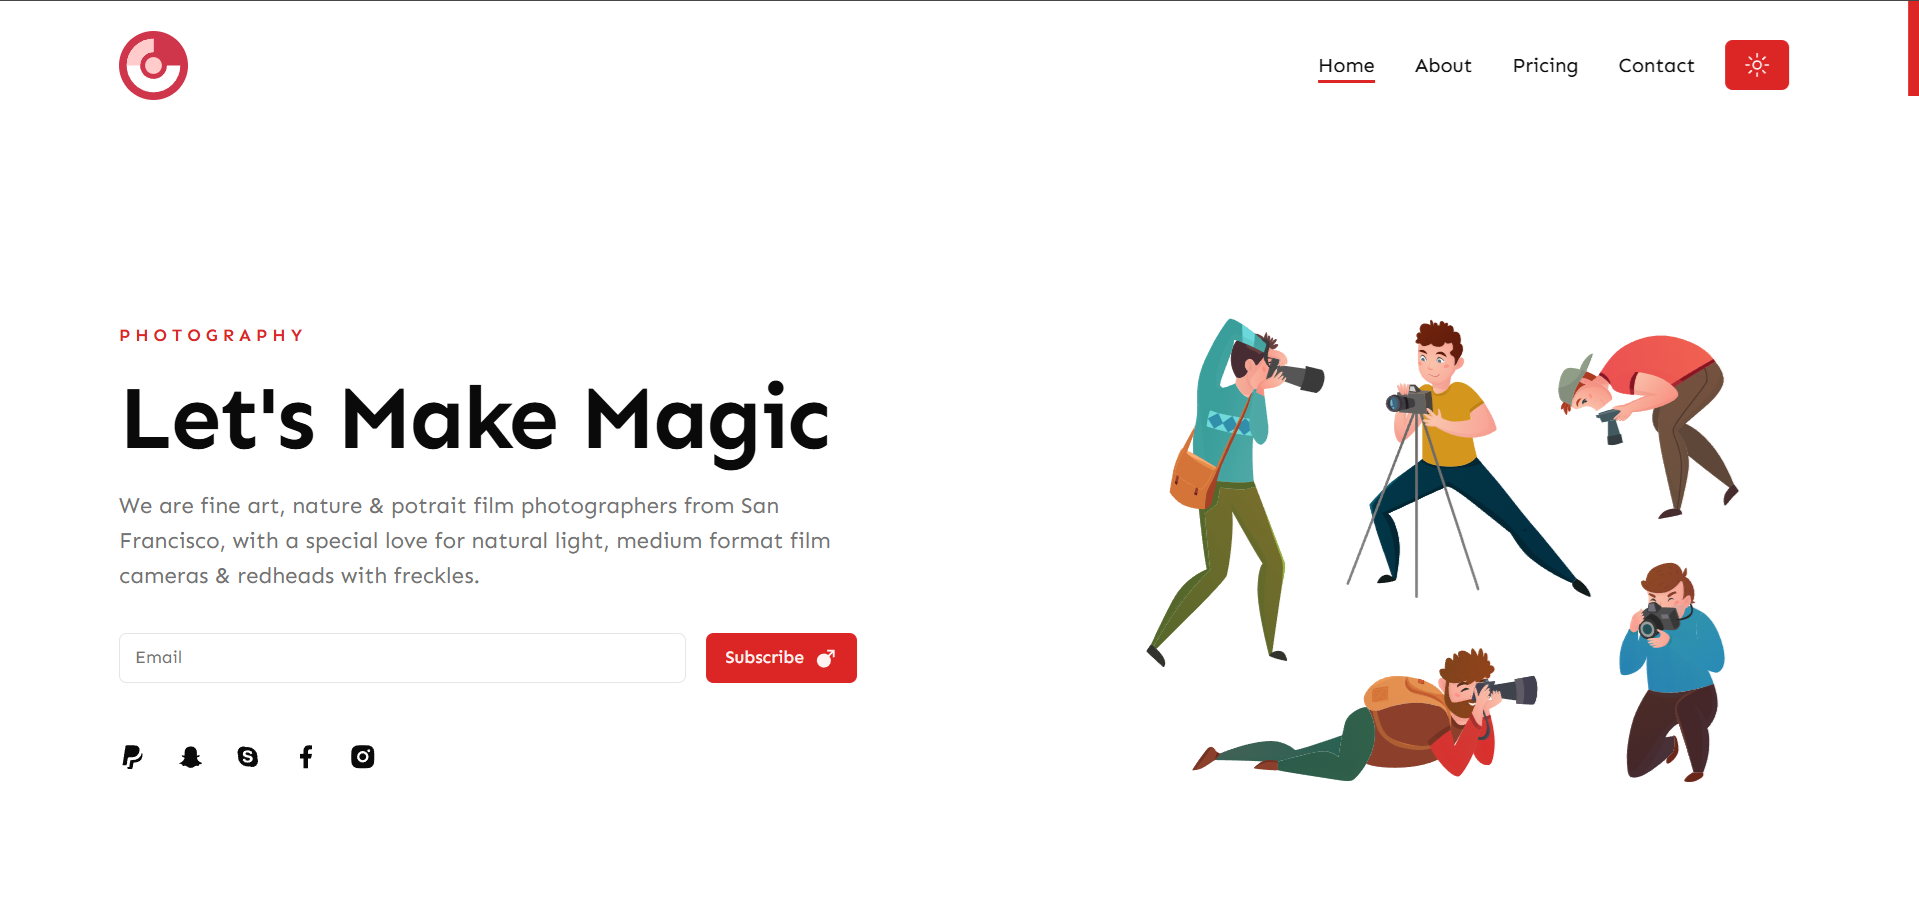 Home About Pricing Contact
PHOTOGRAPHY
Let's Make Magic
We are fine art, nature & potrait film photographers from San
Francisco, with a special love for natural light, medium format film
cameras & redheads with freckles.
Email
Subscribe